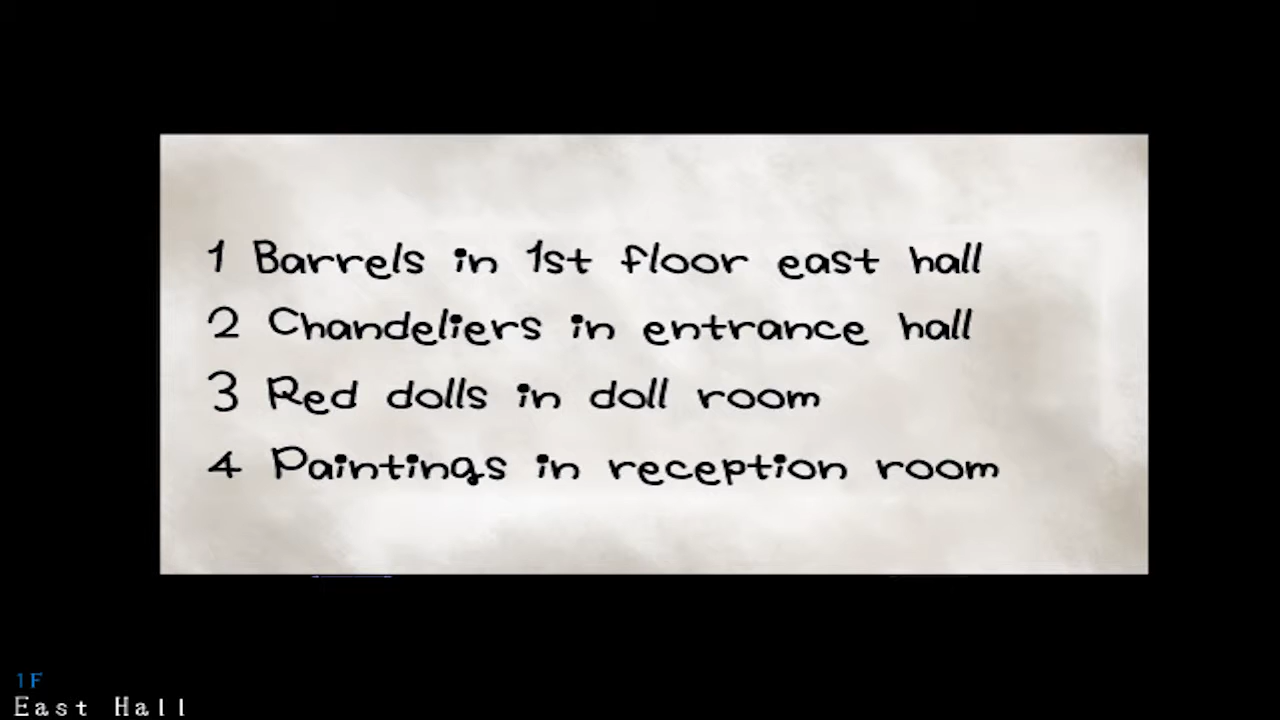 1 Barrels in 1st floor east hall
2 Chandeliers in entrance hall
3 Red dolls in doll room
4 Paintings in reception room
1F
East Hall